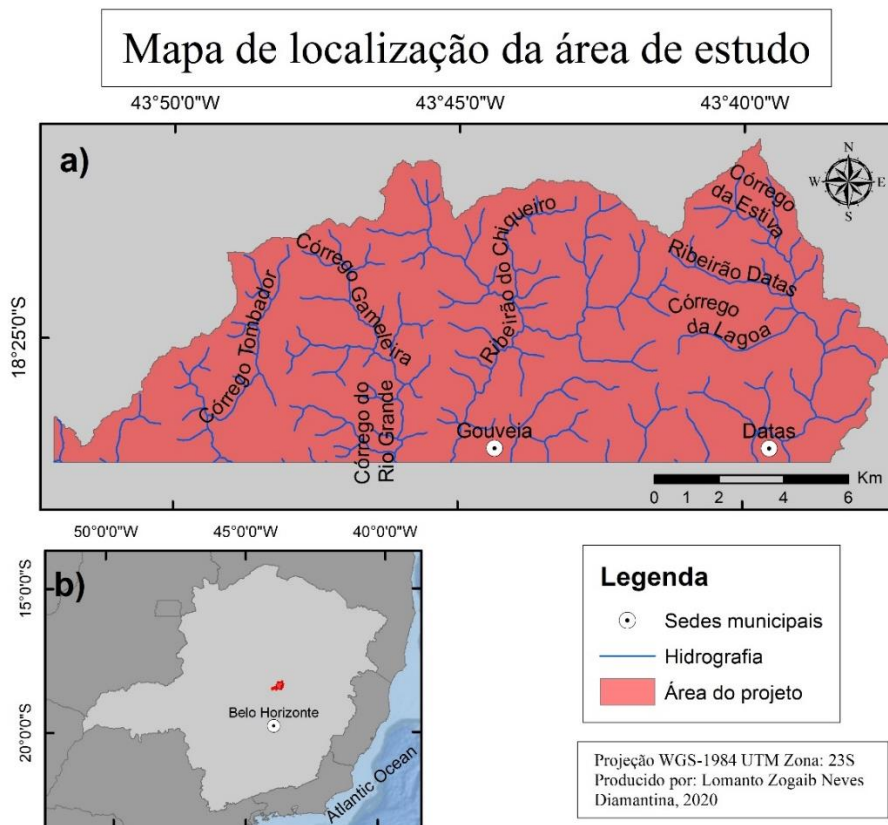 Mapa de localização da área de estudo
43°50'0"W 43°45'0"W 43°40'0"W
a)
N
W E
S
18°25'0"S
Córrego
da Estiva
Ribeirão do Chiqueiro
Córrego Gameleira
Ribeirão Datas
Córrego Tombador
Córrego
da Lagoa
Córrego do
Rio Grande
Gouveia
Datas
Km
0 1 2 4 6
50°0'0"W 45°0'0"W 40°0'0"W
b)
15°0'0"S
20°0'0"S
Belo Horizonte
Atlantic Ocean
Legenda
Sedes municipais
Hidrografia
Área do projeto
Projeção WGS-1984 UTM Zona: 23S
Producido por: Lomanto Zogaib Neves
Diamantina, 2020